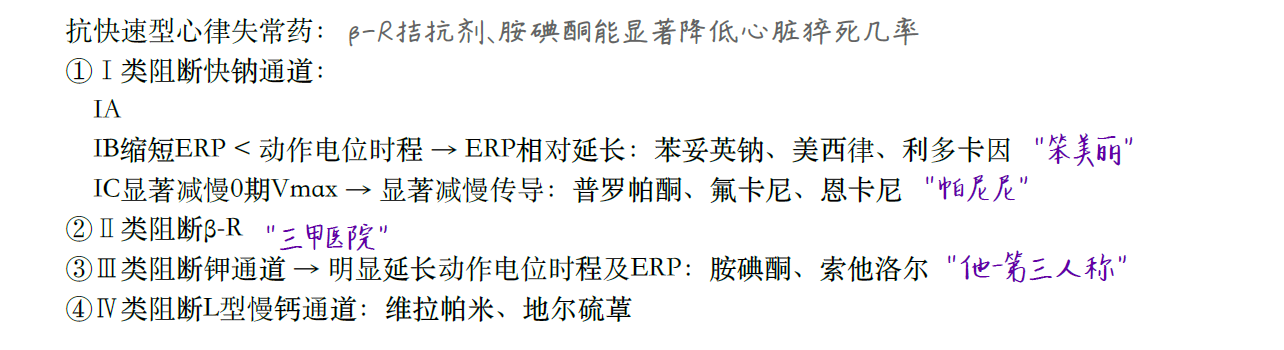 抗快速型心律失常药：β-R拮抗剂、胺碘酮能显著降低心脏猝死几率
①Ⅰ类阻断快钠通道：
IA
IB缩短ERP < 动作电位时程 → ERP相对延长：苯妥英钠、美西律、利多卡因 "笨美丽"
IC显著减慢0期Vmax → 显著减慢传导：普罗帕酮、氟卡尼、恩卡尼 "帕尼尼"
②Ⅱ类阻断β-R "三甲医院"
③Ⅲ类阻断钾通道 → 明显延长动作电位时程及ERP：胺碘酮、索他洛尔 "他-第三人称"
④Ⅳ类阻断L型慢钙通道：维拉帕米、地尔硫䓬